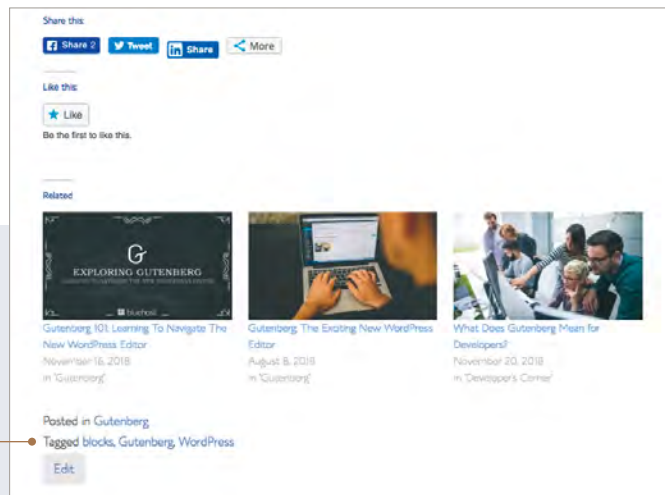 Share this:
Share 2
Tweet
in Share
More
Like this:
Like
Be the first to like this.
Related
G
EXPLORING GUTENBERG
bluehost
Gutenberg 101: Learning To Navigate The
New WordPress Editor
November 16, 2018
In "Gutenberg"
Gutenberg: The Exciting New WordPress
Editor
August 8, 2018
In "Gutenberg"
What Does Gutenberg Mean for
Developers?
November 20, 2018
In "Developer's Corner"
Posted in Gutenberg
Tagged blocks, Gutenberg, WordPress
Edit